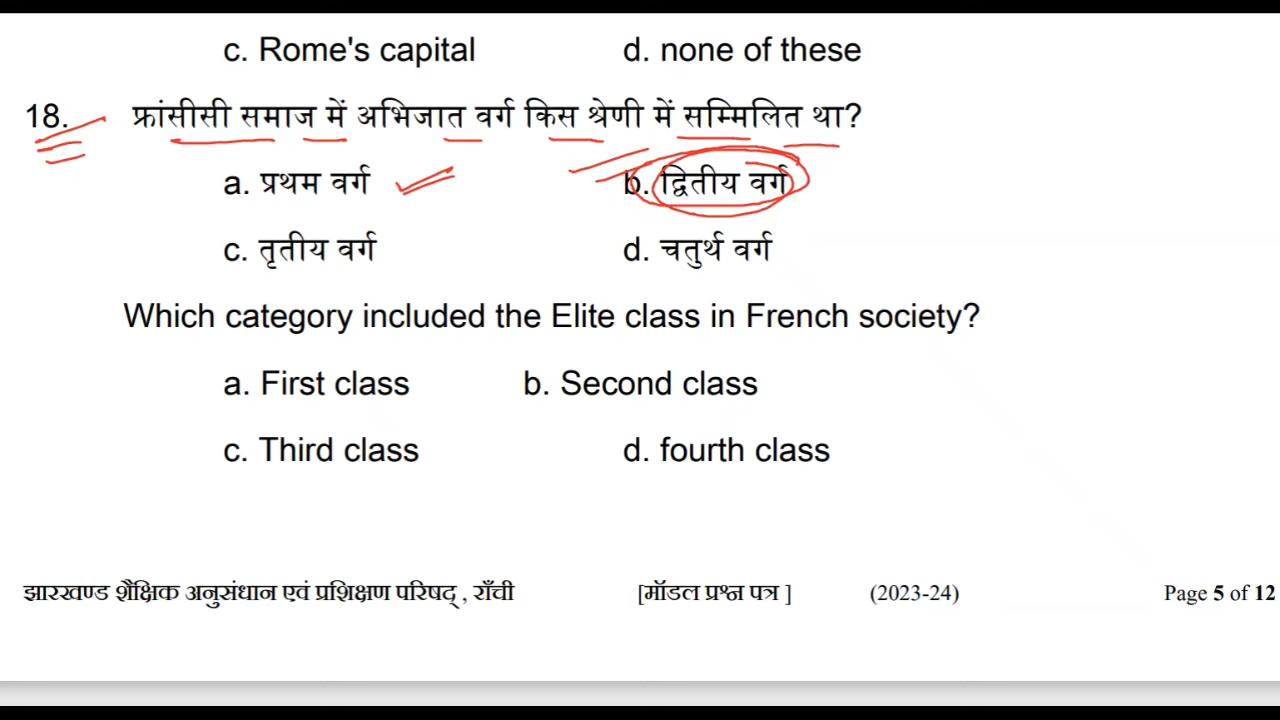 c. Rome's capital d. none of these
18. फ्रांसीसी समाज में अभिजात वर्ग किस श्रेणी में सम्मिलित था?
a. प्रथम वर्ग b. द्वितीय वर्ग
c. तृतीय वर्ग d. चतुर्थ वर्ग
Which category included the Elite class in French society?
a. First class b. Second class
c. Third class d. fourth class
झारखण्ड शैक्षिक अनुसंधान एवं प्रशिक्षण परिषद् , राँची [मॉडल प्रश्न पत्र ] (2023-24) Page 5 of 12